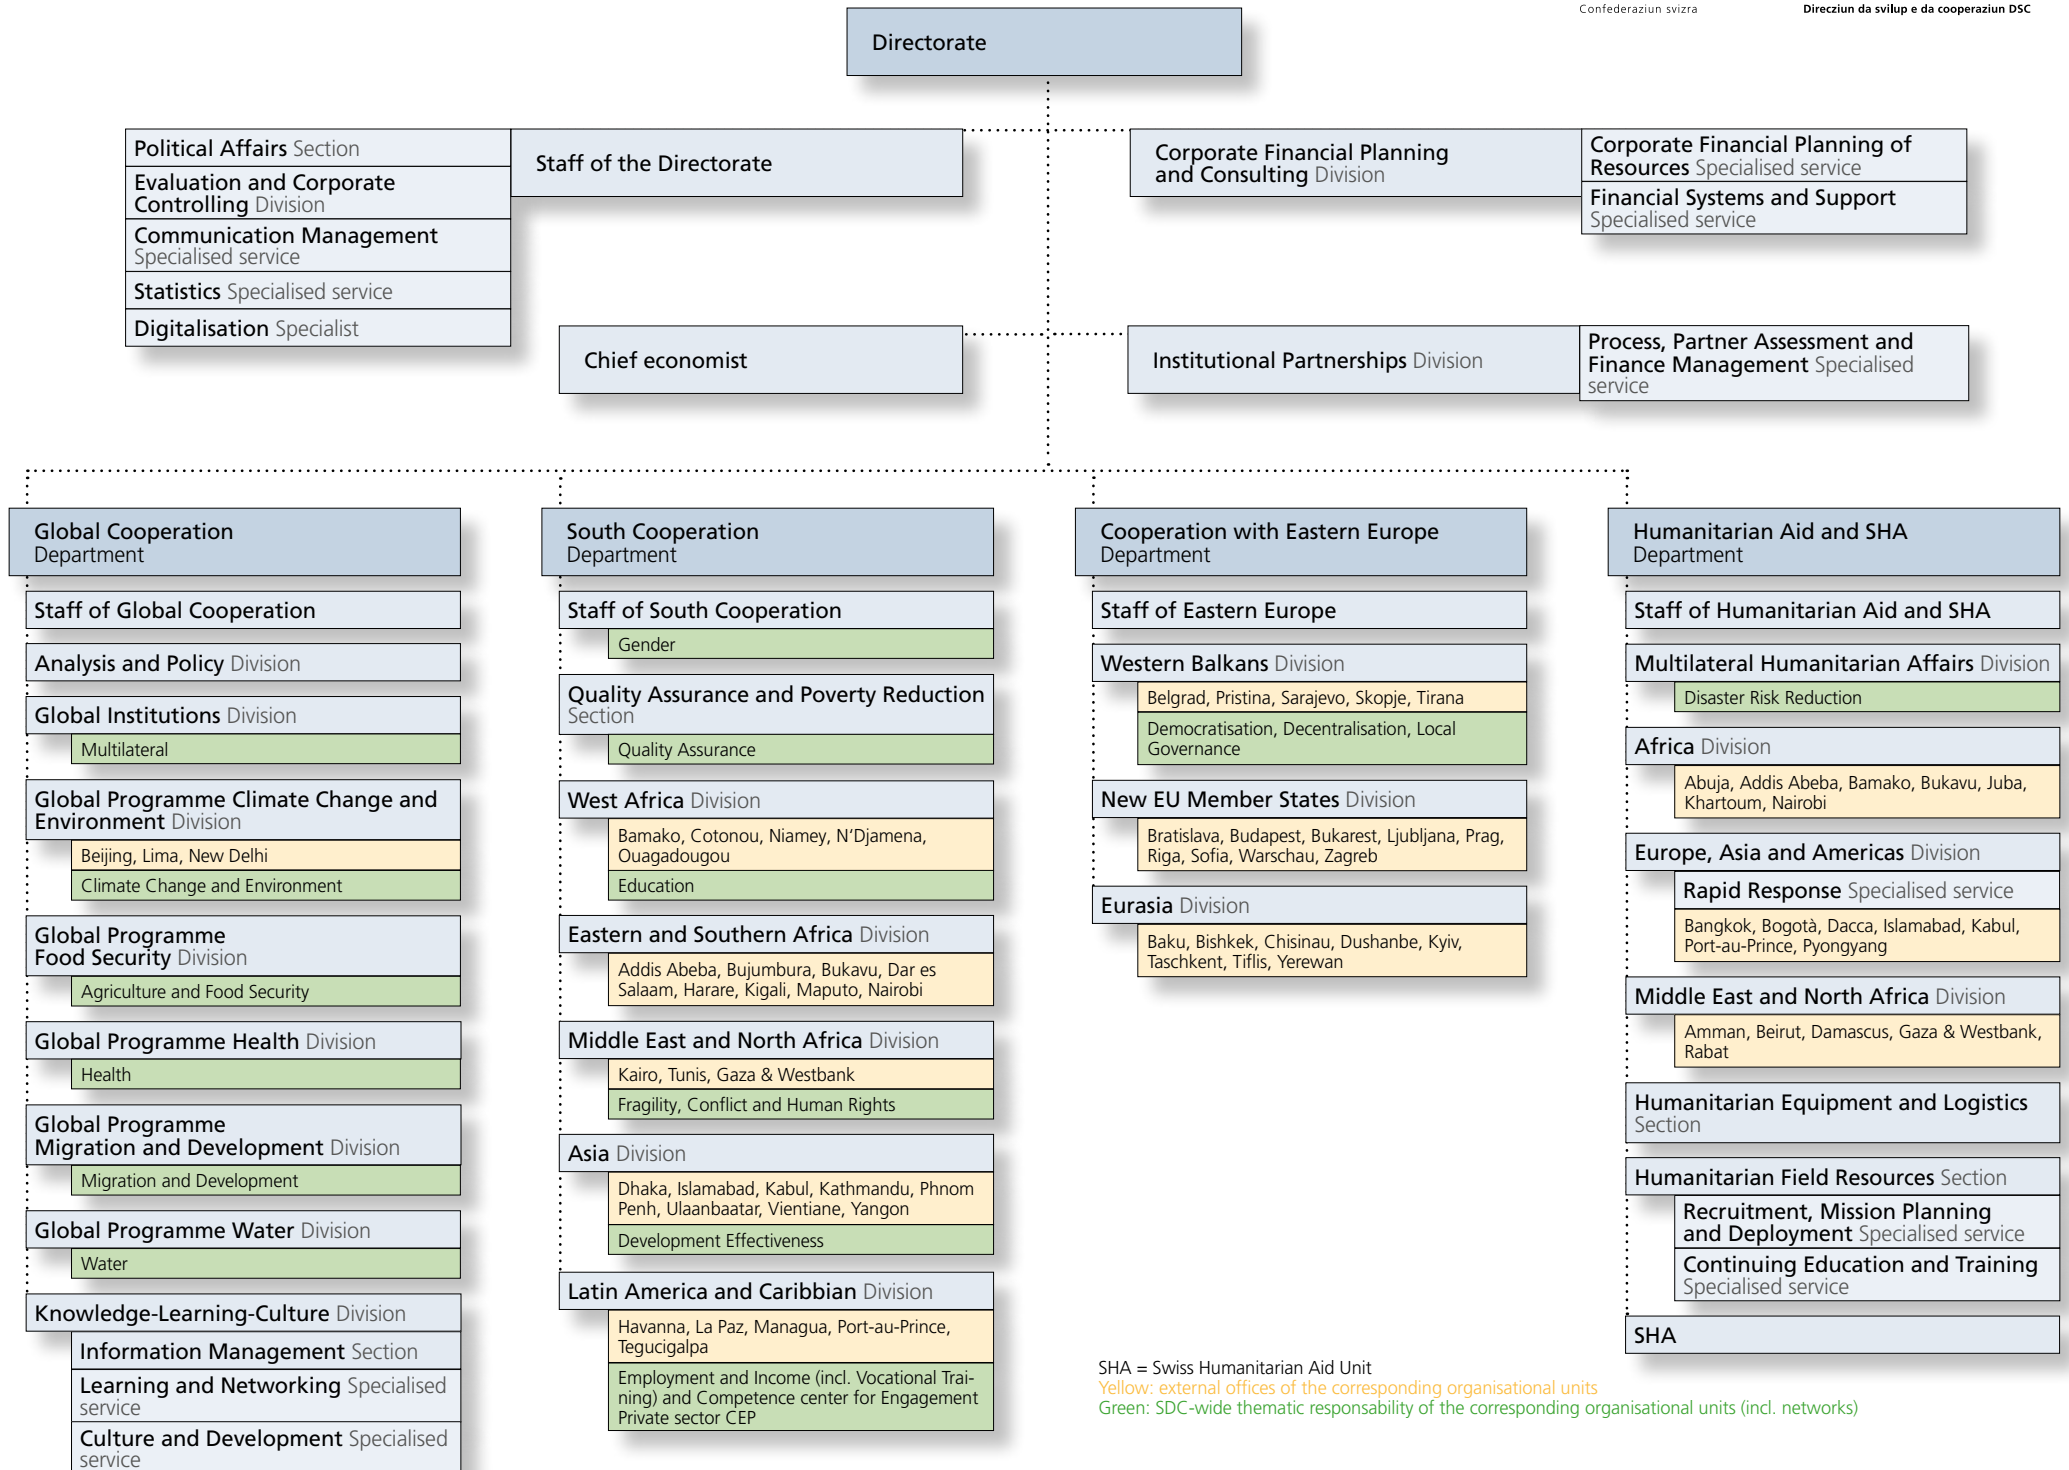 Confederaziun svizra
Direcziun da svilup e da cooperaziun DSC
Directorate
Political Affairs Section
Evaluation and Corporate
Controlling Division
Communication Management
Specialised service
Statistics Specialised service
Digitalisation Specialist
Staff of the Directorate
Corporate Financial Planning
and Consulting Division
Corporate Financial Planning of
Resources Specialised service
Financial Systems and Support
Specialised service
Chief economist
Institutional Partnerships Division
Process, Partner Assessment and
Finance Management Specialised
service
Global Cooperation
Department
Staff of Global Cooperation
Analysis and Policy Division
Global Institutions Division
Multilateral
Global Programme Climate Change and
Environment Division
Beijing, Lima, New Delhi
Climate Change and Environment
Global Programme
Food Security Division
Agriculture and Food Security
Global Programme Health Division
Health
Global Programme
Migration and Development Division
Migration and Development
Global Programme Water Division
Water
Knowledge-Learning-Culture Division
Information Management Section
Learning and Networking Specialised
service
Culture and Development Specialised
service
South Cooperation
Department
Staff of South Cooperation
Gender
Quality Assurance and Poverty Reduction
Section
Quality Assurance
West Africa Division
Bamako, Cotonou, Niamey, N'Djamena,
Ouagadougou
Education
Eastern and Southern Africa Division
Addis Abeba, Bujumbura, Bukavu, Dar es
Salaam, Harare, Kigali, Maputo, Nairobi
Middle East and North Africa Division
Kairo, Tunis, Gaza & Westbank
Fragility, Conflict and Human Rights
Asia Division
Dhaka, Islamabad, Kabul, Kathmandu, Phnom
Penh, Ulaanbaatar, Vientiane, Yangon
Development Effectiveness
Latin America and Caribbian Division
Havanna, La Paz, Managua, Port-au-Prince,
Tegucigalpa
Employment and Income (incl. Vocational Trai-
ning) and Competence center for Engagement
Private sector CEP
Cooperation with Eastern Europe
Department
Staff of Eastern Europe
Western Balkans Division
Belgrad, Pristina, Sarajevo, Skopje, Tirana
Democratisation, Decentralisation, Local
Governance
New EU Member States Division
Bratislava, Budapest, Bukarest, Ljubljana, Prag,
Riga, Sofia, Warschau, Zagreb
Eurasia Division
Baku, Bishkek, Chisinau, Dushanbe, Kyiv,
Taschkent, Tiflis, Yerewan
Humanitarian Aid and SHA
Department
Staff of Humanitarian Aid and SHA
Multilateral Humanitarian Affairs Division
Disaster Risk Reduction
Africa Division
Abuja, Addis Abeba, Bamako, Bukavu, Juba,
Khartoum, Nairobi
Europe, Asia and Americas Division
Rapid Response Specialised service
Bangkok, Bogotà, Dacca, Islamabad, Kabul,
Port-au-Prince, Pyongyang
Middle East and North Africa Division
Amman, Beirut, Damascus, Gaza & Westbank,
Rabat
Humanitarian Equipment and Logistics
Section
Humanitarian Field Resources Section
Recruitment, Mission Planning
and Deployment Specialised service
Continuing Education and Training
Specialised service
SHA
SHA = Swiss Humanitarian Aid Unit
Yellow: external offices of the corresponding organisational units
Green: SDC-wide thematic responsability of the corresponding organisational units (incl. networks)